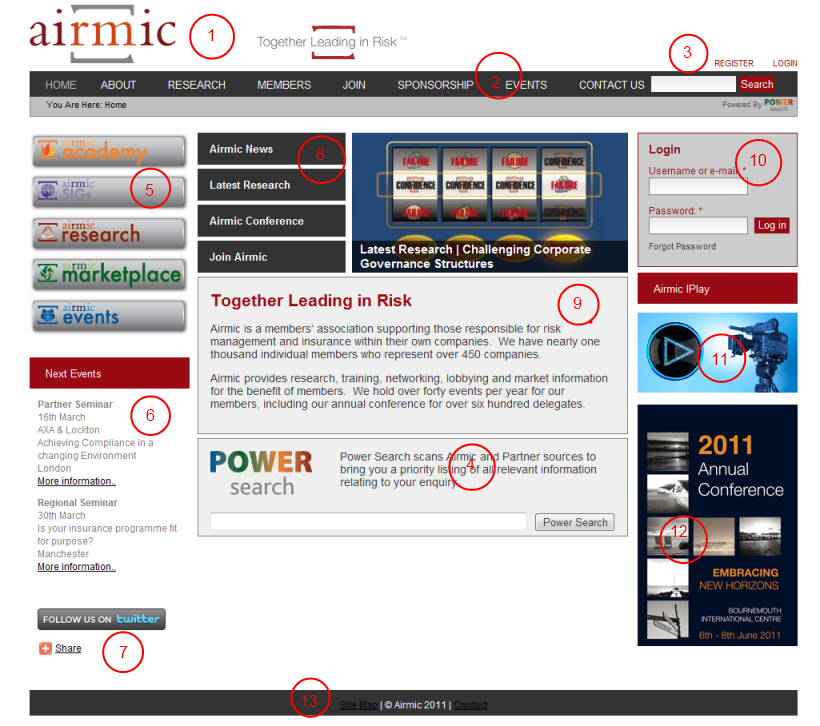 airmic
1
Together Leading in Risk ™
3
REGISTER LOGIN
HOME ABOUT RESEARCH MEMBERS JOIN SPONSORSHIP 2 EVENTS CONTACT US Search
You Are Here: Home
Powered By POWER search
airmic academy
airmic SIGs
5
airmic research
airmic marketplace
airmic events
Airmic News
8
Latest Research
Airmic Conference
Join Airmic
FAILURE FAILURE FAILURE CONFIDENCE
CONFIDENCE CONFIDENCE CONFIDENCE FAILURE
FAILURE FAILURE
Latest Research | Challenging Corporate
Governance Structures
Login
10
Username or e-mail: *
Password: *
Log in
Forgot Password
Airmic IPlay
11
Together Leading in Risk
9
Airmic is a members' association supporting those responsible for risk
management and insurance within their own companies. We have nearly one
thousand individual members who represent over 450 companies.
Airmic provides research, training, networking, lobbying and market information
for the benefit of members. We hold over forty events per year for our
members, including our annual conference for over six hundred delegates.
Next Events
6
Partner Seminar
16th March
AXA & Lockton
Achieving Compliance in a
changing Environment
London
More information..
Regional Seminar
30th March
Is your insurance programme fit
for purpose?
Manchester
More information..
POWER
search
Power Search scans Airmic and Partner sources to
bring you a priority listing of all relevant information
relating to your enquiry
4
Power Search
2011
Annual
Conference
12
EMBRACING
NEW HORIZONS
BOURNEMOUTH
INTERNATIONAL CENTRE
6th - 8th June 2011
FOLLOW US ON twitter
Share
7
13
Site Map | © Airmic 2011 | Contact